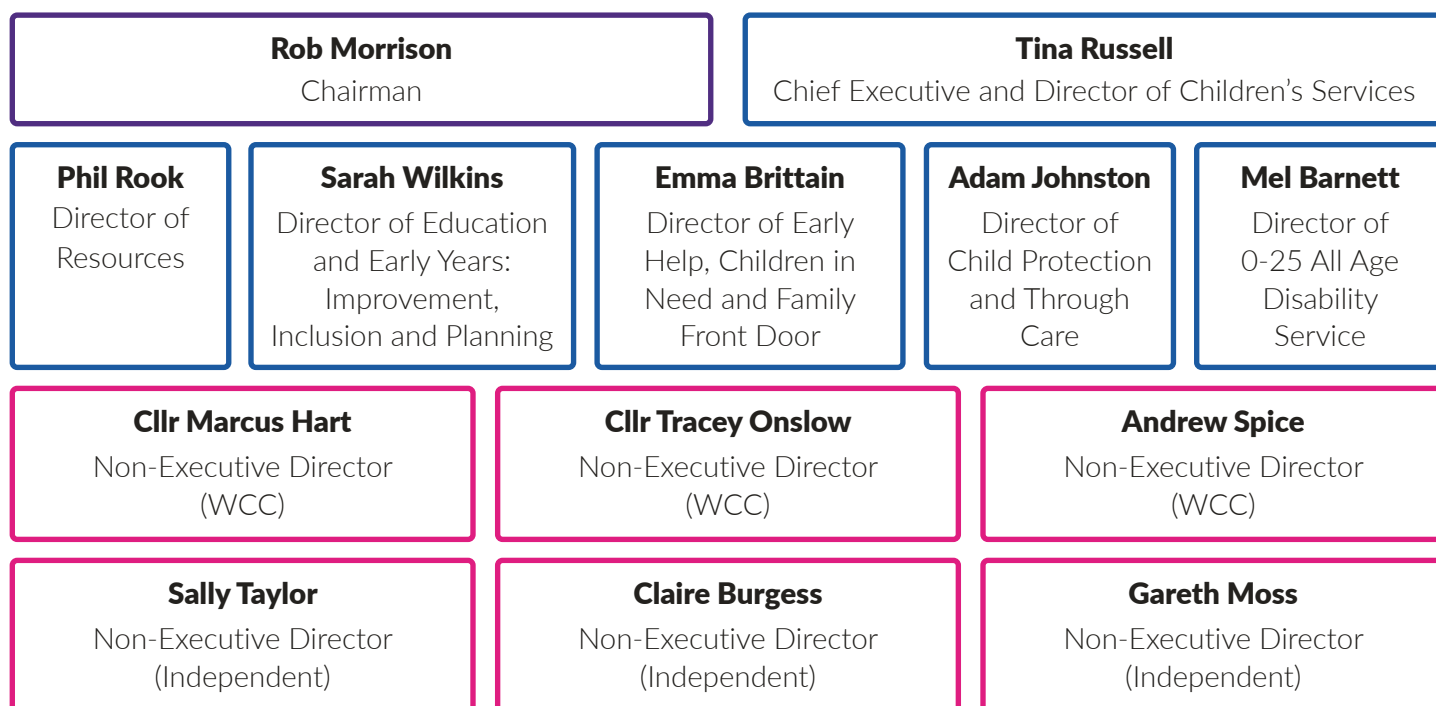 Rob Morrison
Chairman
Tina Russell
Chief Executive and Director of Children’s Services
Phil Rook
Director of
Resources
Sarah Wilkins
Director of Education
and Early Years:
Improvement,
Inclusion and Planning
Emma Brittain
Director of Early
Help, Children in
Need and Family
Front Door
Adam Johnston
Director of
Child Protection
and Through
Care
Mel Barnett
Director of
0-25 All Age
Disability
Service
Cllr Marcus Hart
Non-Executive Director
(WCC)
Cllr Tracey Onslow
Non-Executive Director
(WCC)
Andrew Spice
Non-Executive Director
(WCC)
Sally Taylor
Non-Executive Director
(Independent)
Claire Burgess
Non-Executive Director
(Independent)
Gareth Moss
Non-Executive Director
(Independent)